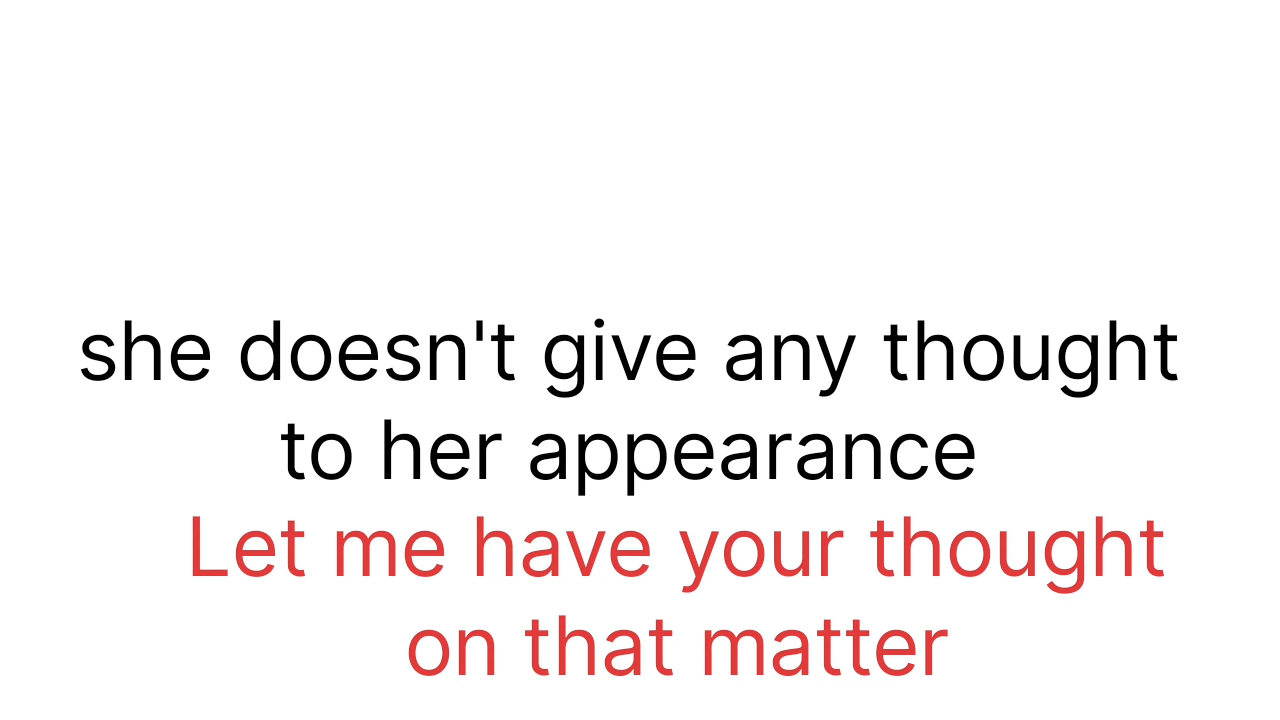 she doesn't give any thought
to her appearance
Let me have your thought
on that matter